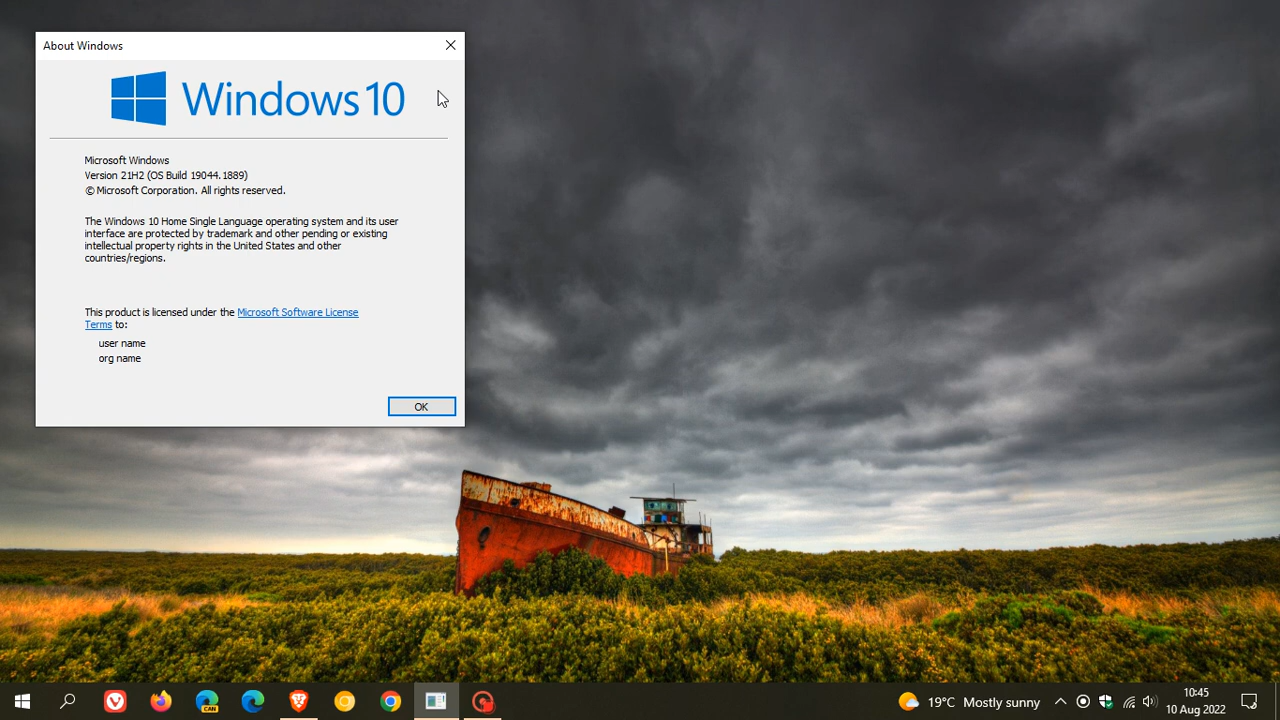 About Windows
Windows 10
Microsoft Windows
Version 21H2 (OS Build 19044.1889)
© Microsoft Corporation. All rights reserved.
The Windows 10 Home Single Language operating system and its user
interface are protected by trademark and other pending or existing
intellectual property rights in the United States and other
countries/regions.
This product is licensed under the Microsoft Software License
Terms to:
user name
org name
OK
CAN
19°C Mostly sunny
10:45
10 Aug 2022